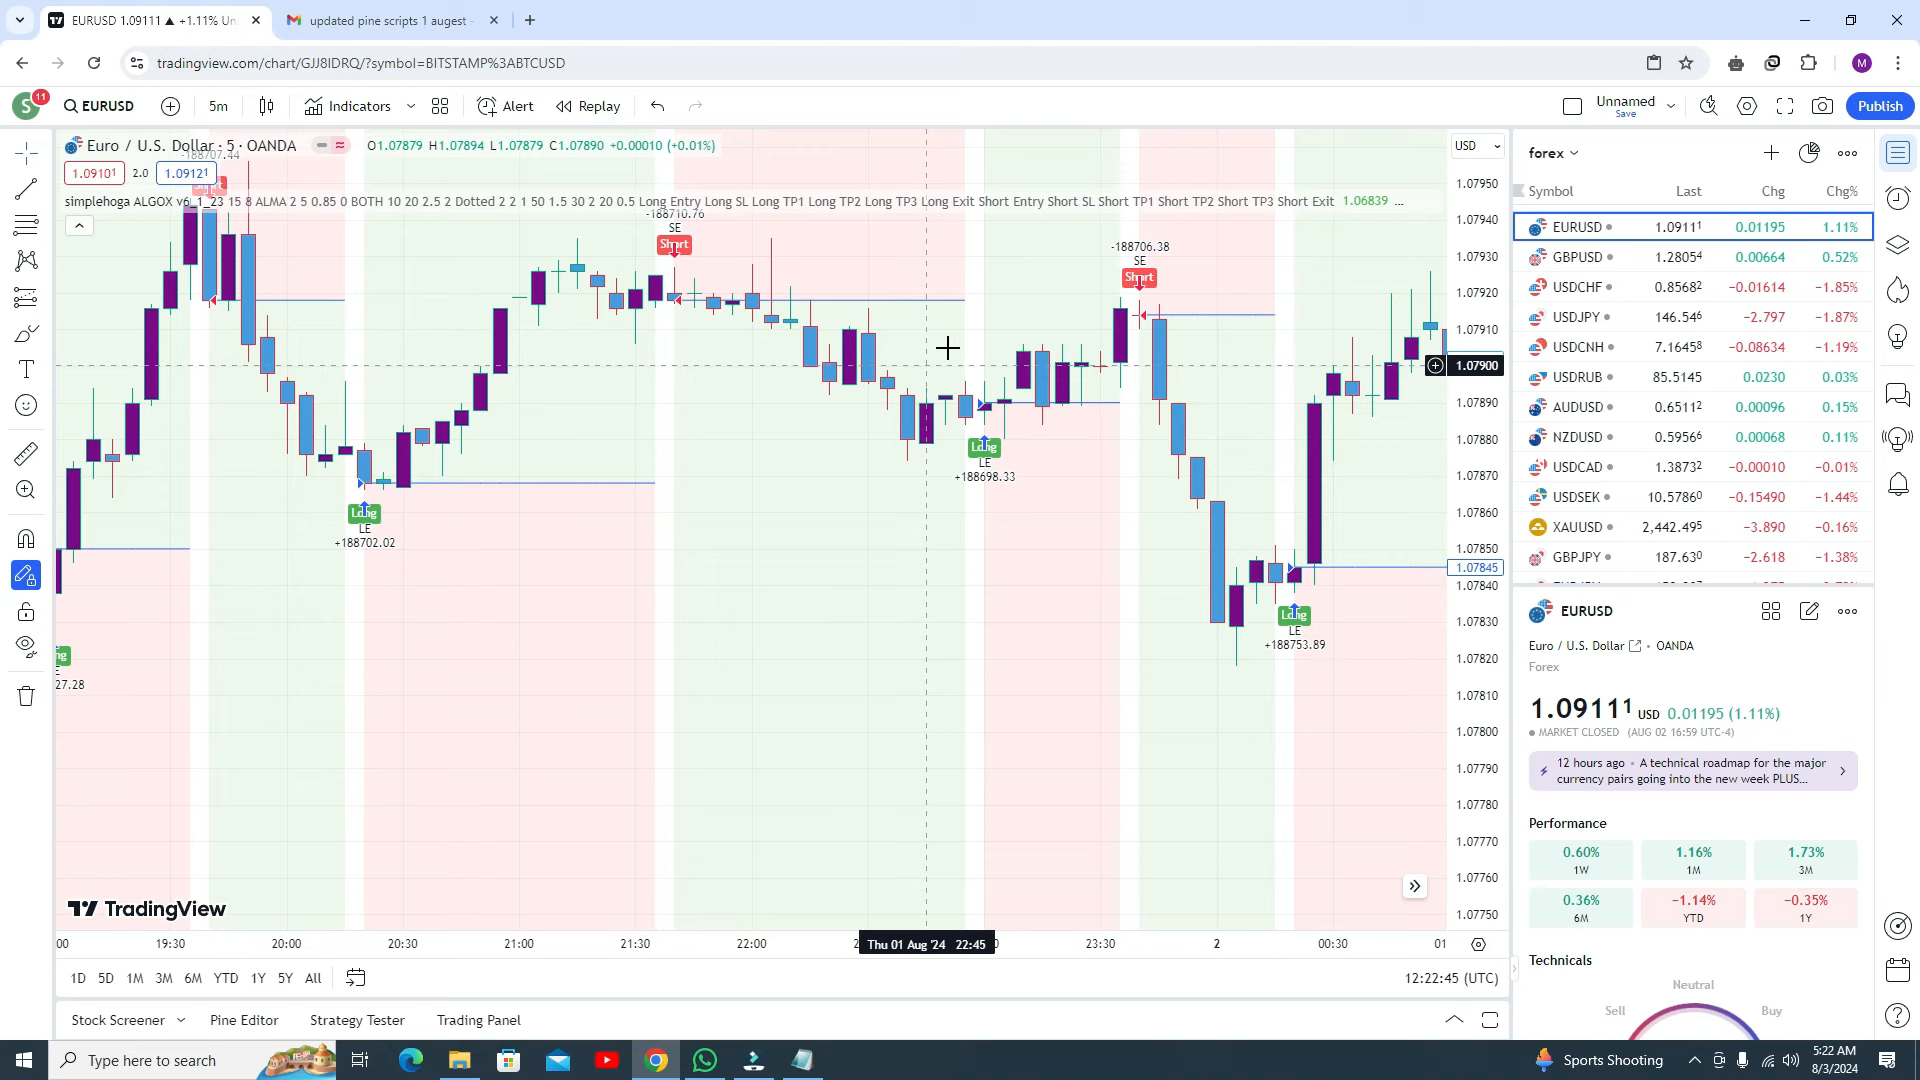 EURUSD 1.09111 ▲ +1.11% Un
updated pine scripts 1 augest -
tradingview.com/chart/GJJ8IDRQ/?symbol=BITSTAMP%3ABTCUSD
M
S 11 EURUSD 5m Indicators Alert Replay
Unnamed
Save
Publish
Euro / U.S. Dollar · 5 · OANDA O1.07879 H1.07894 L1.07879 C1.07890 +0.00010 (+0.01%)
-188707.44
1.09101 2.0 1.09121
simplehoga ALGOX v6_1_23 15 8 ALMA 2 5 0.85 0 BOTH 10 20 2.5 2 Dotted 2 2 1 50 1.5 30 2 20 0.5 Long Entry Long SL Long TP1 Long TP2 Long TP3 Long Exit Short Entry Short SL Short TP1 Short TP2 Short TP3 Short Exit 1.06839 ...
-188710.76
SE
Short
-188706.38
SE
Short
Long
LE
+188698.33
Long
LE
+188702.02
Long
LE
+188753.89
ng
27.28
USD
1.07950
1.07940
1.07930
1.07920
1.07910
1.07900
1.07890
1.07880
1.07870
1.07860
1.07850
1.07845
1.07840
1.07830
1.07820
1.07810
1.07800
1.07790
1.07780
1.07770
1.07760
1.07750
TradingView
00 19:30 20:00 20:30 21:00 21:30 22:00 Thu 01 Aug '24 22:45 23:30 2 00:30 01
1D 5D 1M 3M 6M YTD 1Y 5Y All
12:22:45 (UTC)
Stock Screener Pine Editor Strategy Tester Trading Panel
forex
Symbol Last Chg Chg%
EURUSD 1.09111 0.01195 1.11%
GBPUSD 1.28054 0.00664 0.52%
USDCHF 0.85682 −0.01614 −1.85%
USDJPY 146.546 −2.797 −1.87%
USDCNH 7.16458 −0.08634 −1.19%
USDRUB 85.5145 0.0230 0.03%
AUDUSD 0.65112 0.00096 0.15%
NZDUSD 0.59566 0.00068 0.11%
USDCAD 1.38732 −0.00010 −0.01%
USDSEK 10.57860 −0.15490 −1.44%
XAUUSD 2,442.495 −3.890 −0.16%
GBPJPY 187.630 −2.618 −1.38%
EURUSD
Euro / U.S. Dollar • OANDA
Forex
1.09111 USD 0.01195 (1.11%)
MARKET CLOSED (AUG 02 16:59 UTC-4)
12 hours ago • A technical roadmap for the major
currency pairs going into the new week PLUS...
Performance
0.60% 1.16% 1.73%
1W 1M 3M
0.36% −1.14% −0.35%
6M YTD 1Y
Technicals
Neutral
Sell Buy
Type here to search
Sports Shooting
5:22 AM
8/3/2024